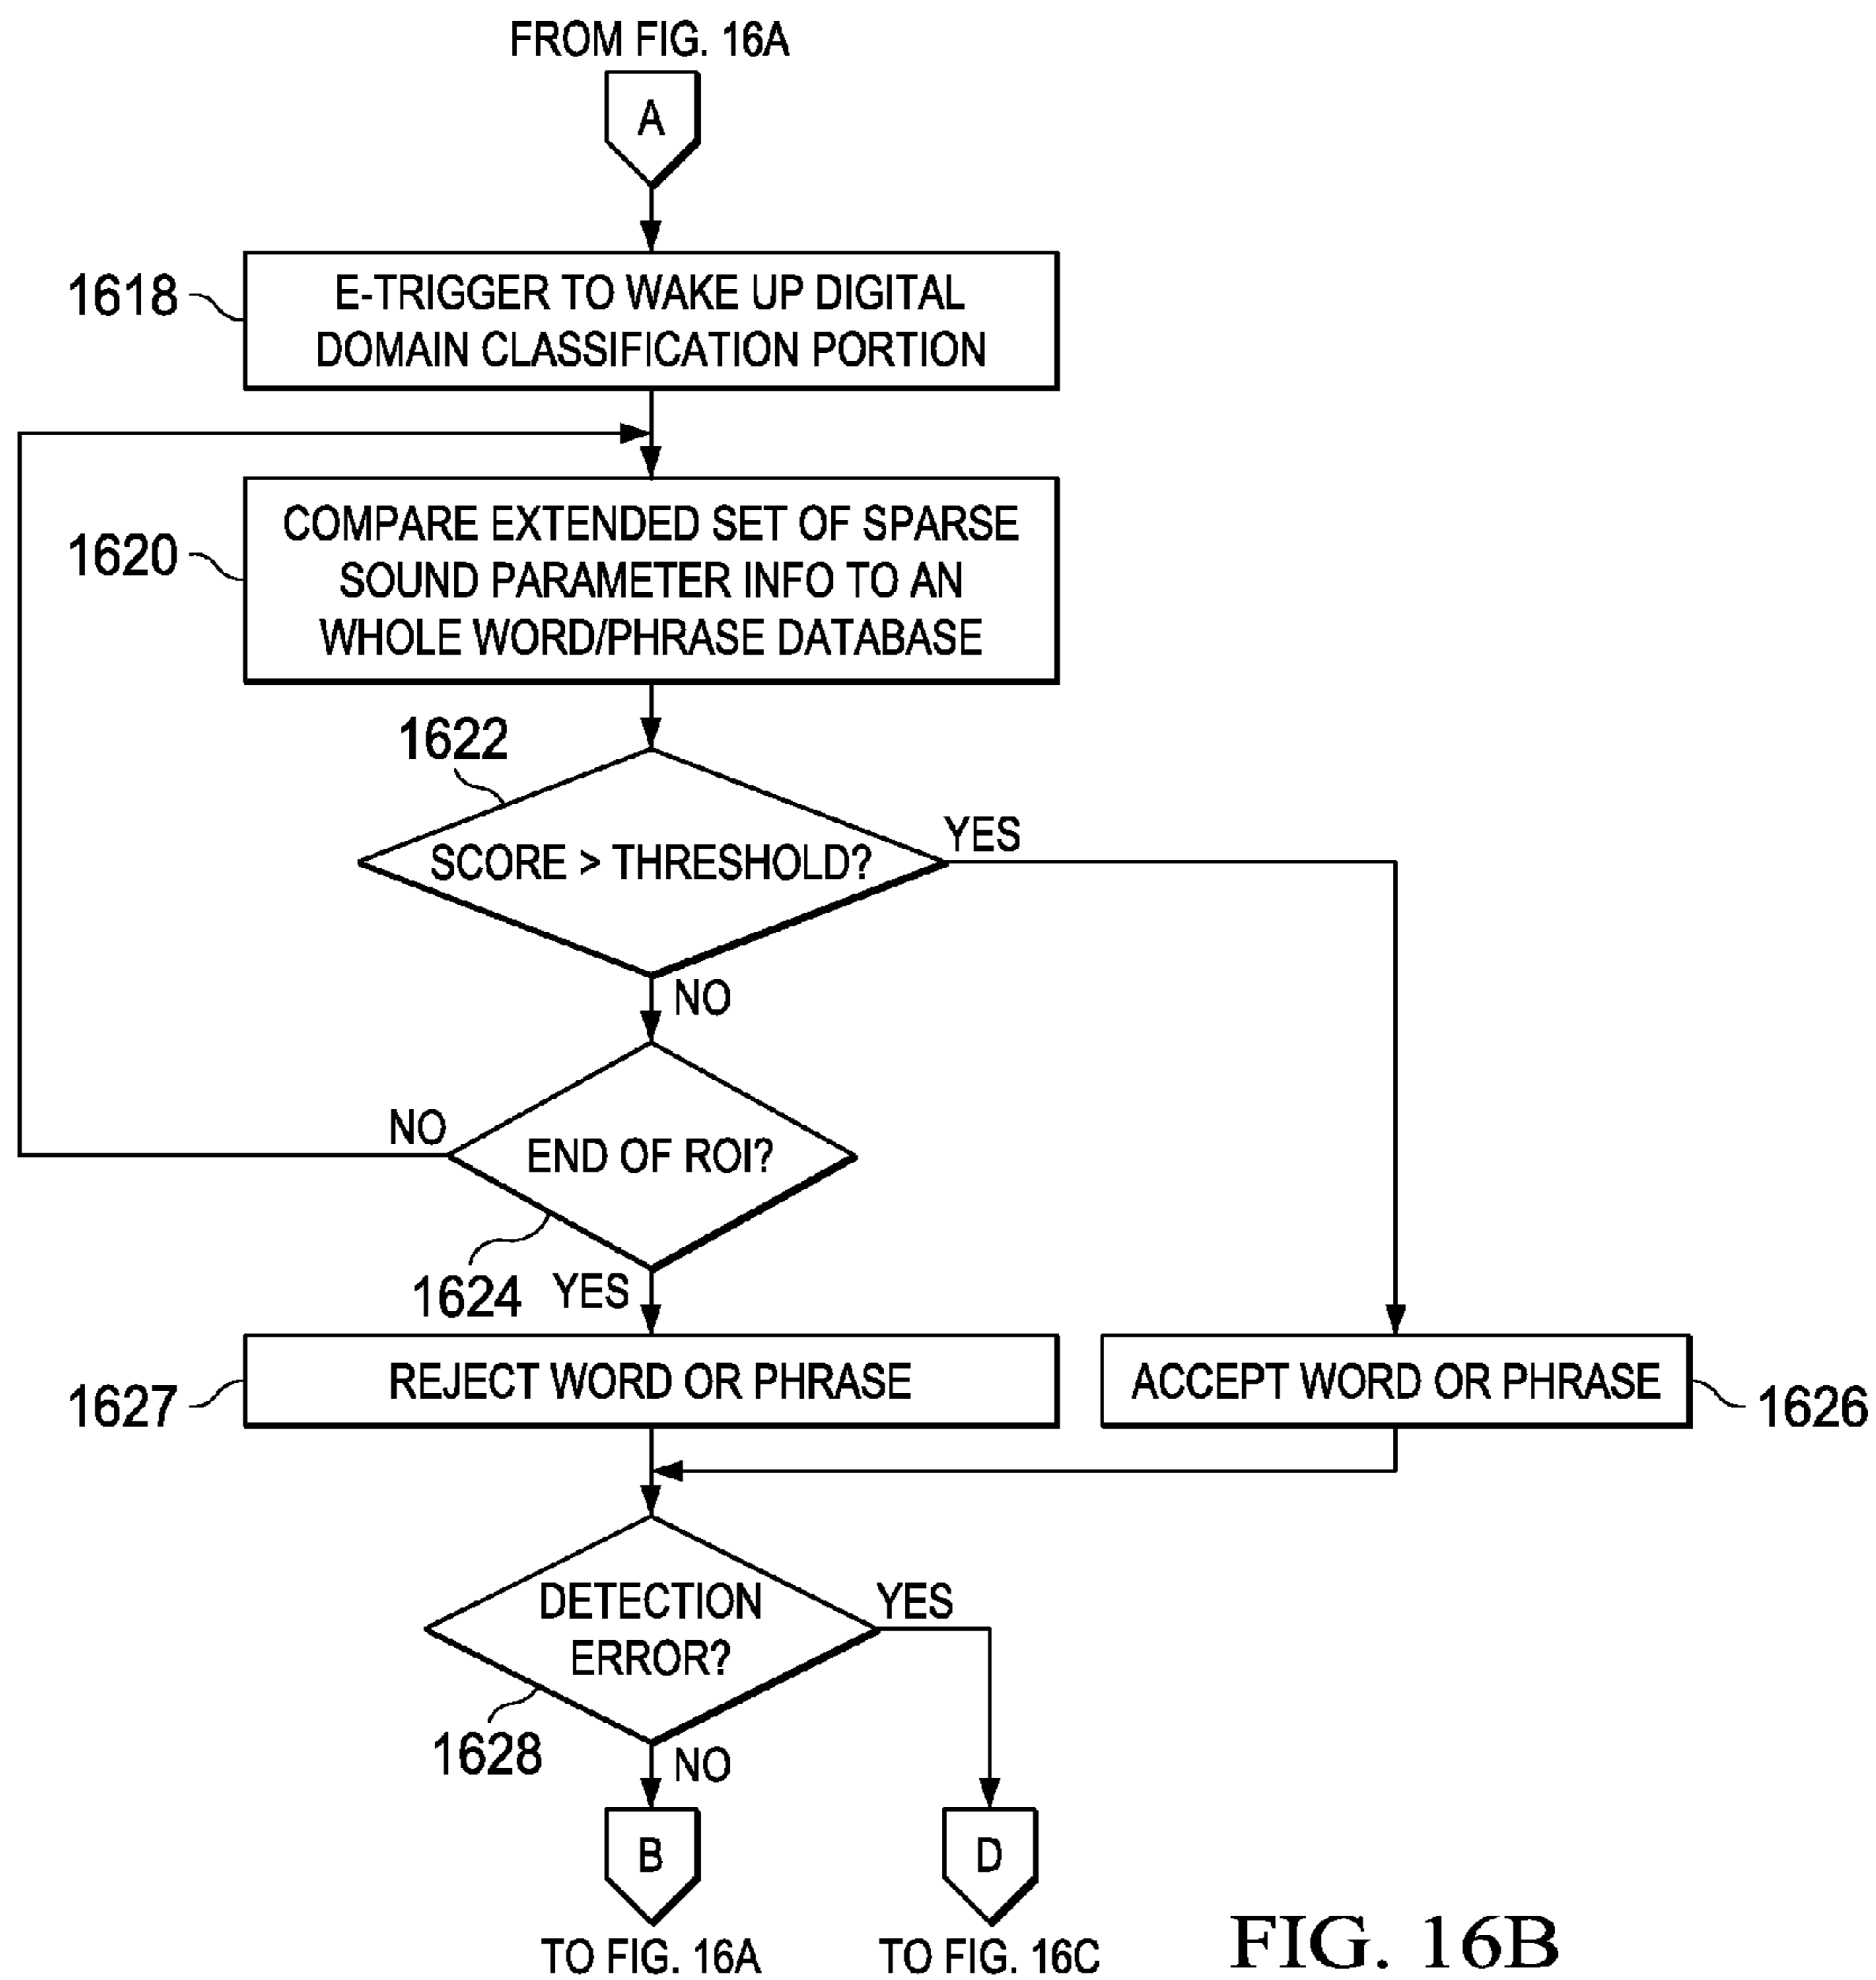 FROM FIG. 16A
A
1618
E-TRIGGER TO WAKE UP DIGITAL
DOMAIN CLASSIFICATION PORTION
1620
COMPARE EXTENDED SET OF SPARSE
SOUND PARAMETER INFO TO AN
WHOLE WORD/PHRASE DATABASE
1622
SCORE > THRESHOLD?
YES
NO
NO
END OF ROI?
1624
YES
1627
REJECT WORD OR PHRASE
ACCEPT WORD OR PHRASE
1626
DETECTION
ERROR?
YES
1628
NO
B
D
TO FIG. 16A
TO FIG. 16C
FIG. 16B